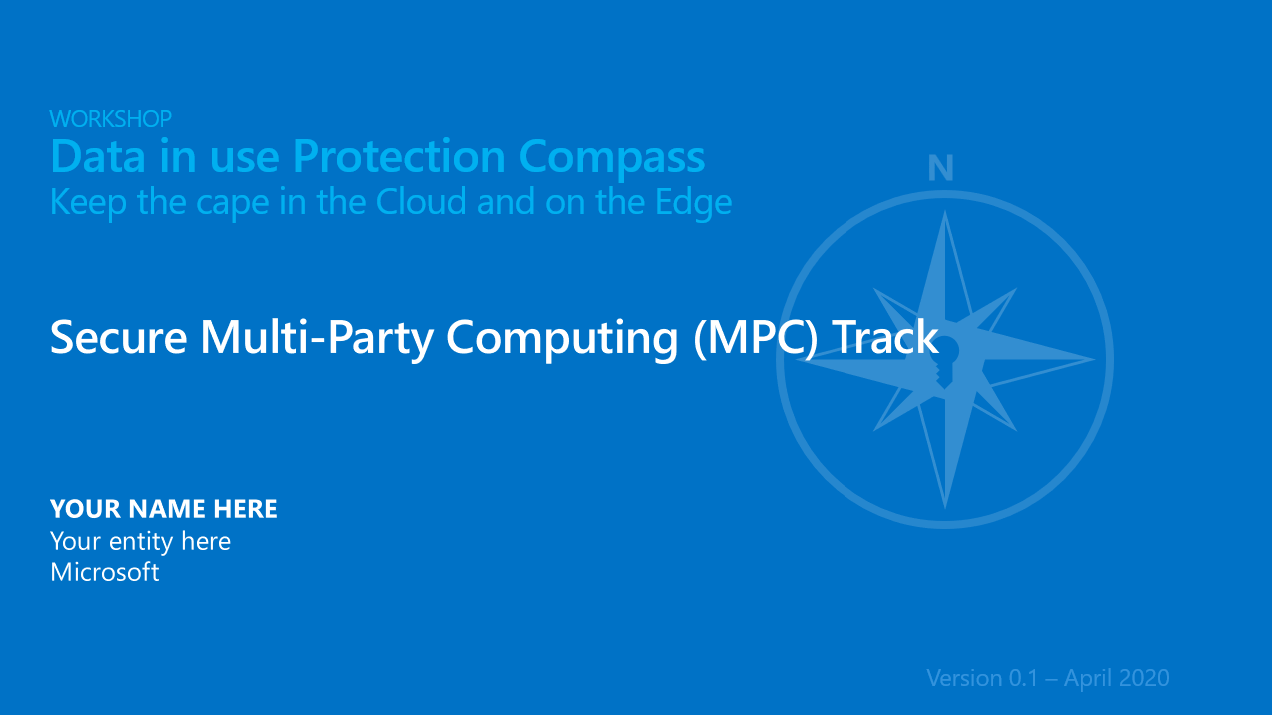 WORKSHOP
Data in use Protection Compass
Keep the cape in the Cloud and on the Edge
N
Secure Multi-Party Computing (MPC) Track
YOUR NAME HERE
Your entity here
Microsoft
Version 0.1 – April 2020